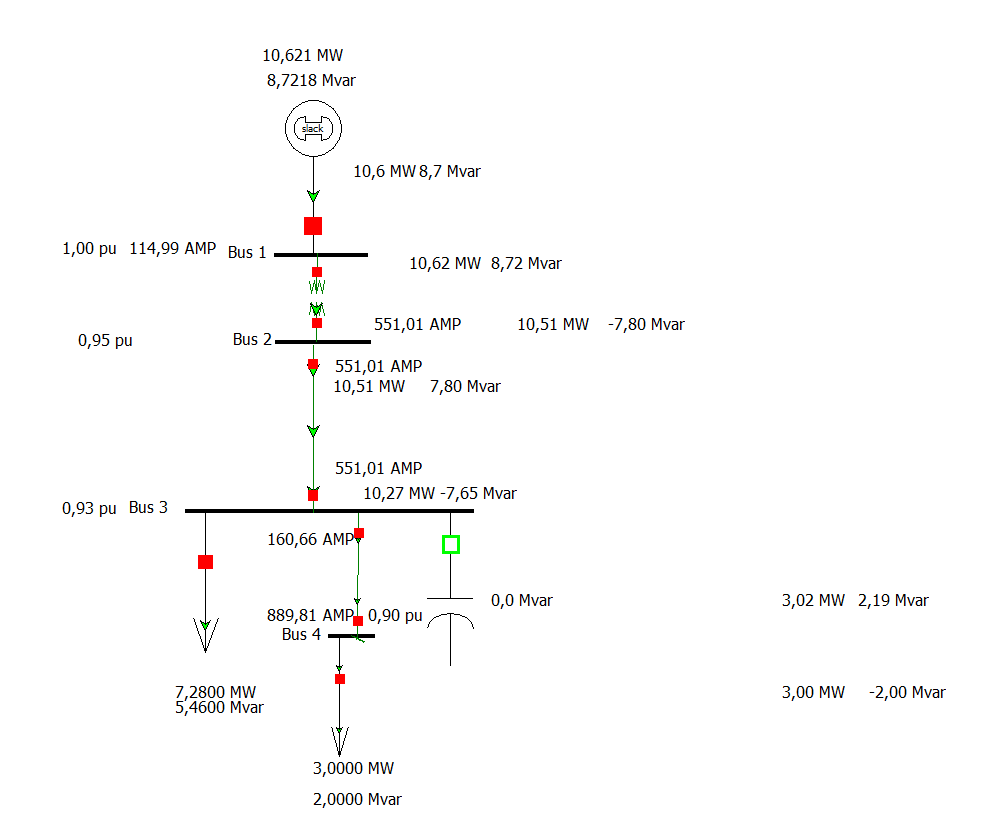 10,621 MW
8,7218 Mvar
slack
10,6 MW 8,7 Mvar
1,00 pu 114,99 AMP Bus 1
10,62 MW 8,72 Mvar
551,01 AMP 10,51 MW -7,80 Mvar
0,95 pu Bus 2
551,01 AMP
10,51 MW 7,80 Mvar
551,01 AMP
10,27 MW -7,65 Mvar
0,93 pu Bus 3
160,66 AMP
0,0 Mvar 3,02 MW 2,19 Mvar
889,81 AMP 0,90 pu
Bus 4
7,2800 MW 3,00 MW -2,00 Mvar
5,4600 Mvar
3,0000 MW
2,0000 Mvar